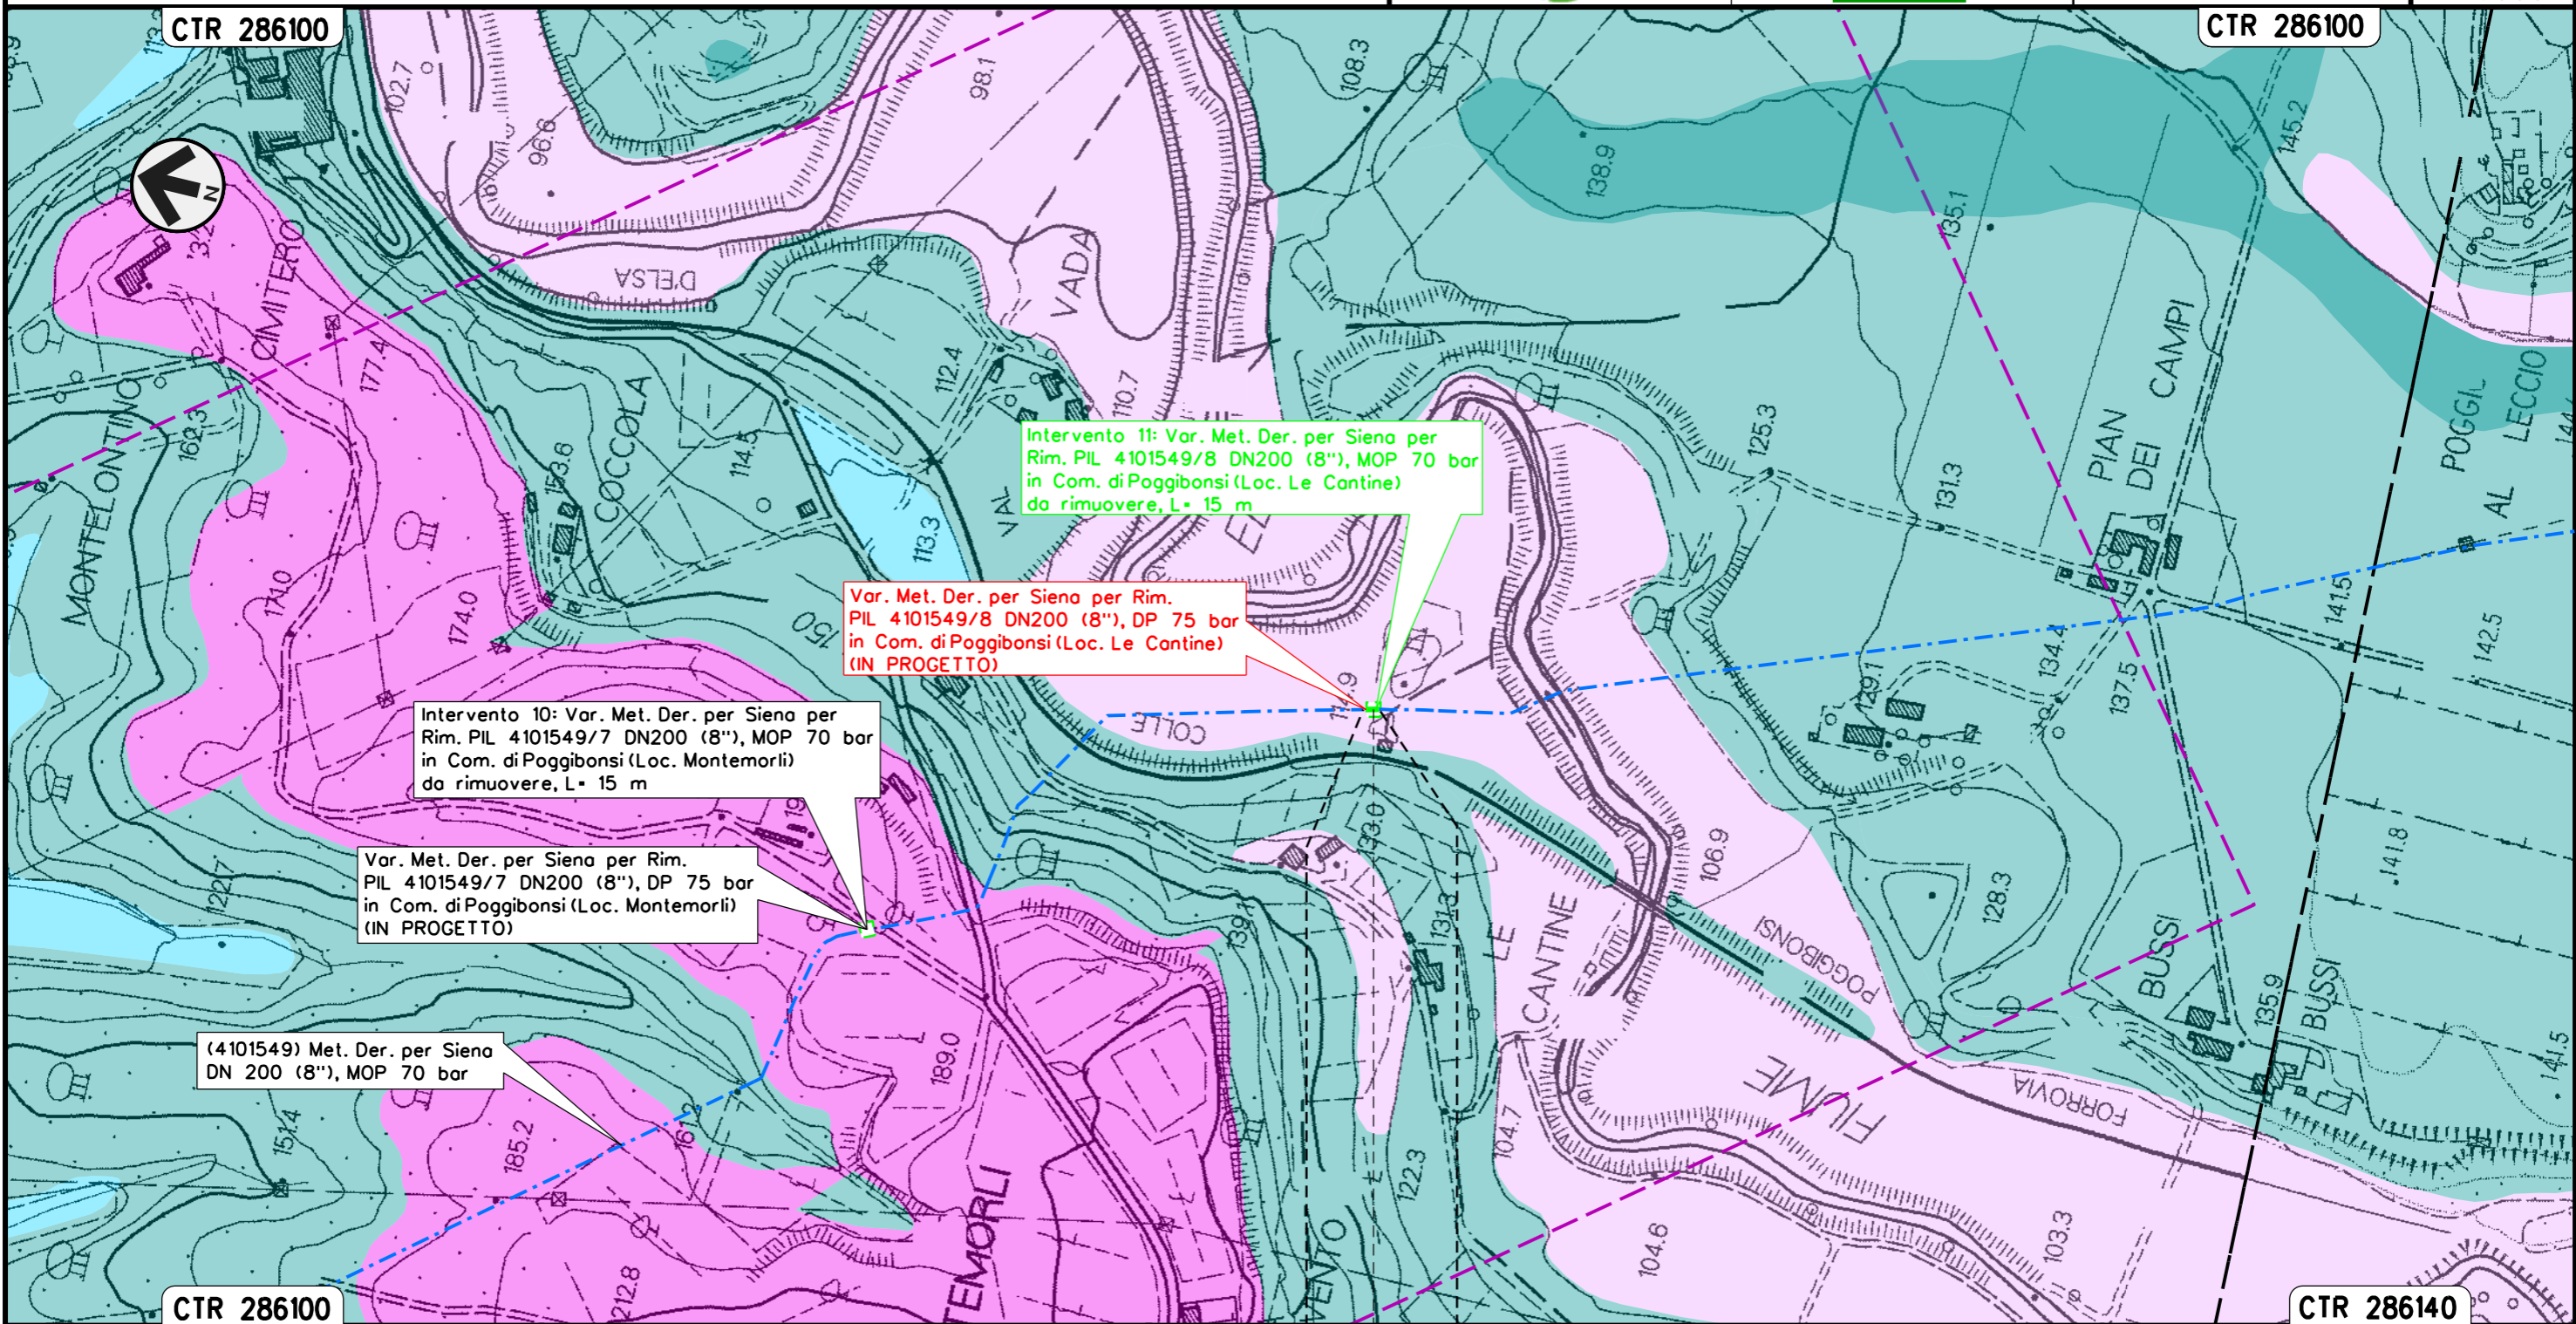 CTR 286100
CTR 286100
N
102.7
96.6
98.1
108.3
138.9
145.2
135.1
CIMITERO
D'ELSA
VADA
177.4
MONTELONTINO
162.3
COCCOLA
153.6
114.5
112.4
110.7
113.3
VAL
125.3
131.3
PIAN
DEI
CAMPI
POGGIL
AL
LECCIO
Intervento 11: Var. Met. Der. per Siena per
Rim. PIL 4101549/8 DN200 (8"), MOP 70 bar
in Com. di Poggibonsi (Loc. Le Cantine)
da rimuovere, L= 15 m
Var. Met. Der. per Siena per Rim.
PIL 4101549/8 DN200 (8"), DP 75 bar
in Com. di Poggibonsi (Loc. Le Cantine)
(IN PROGETTO)
171.0
174.0
150
COLLE
129.1
134.4
137.5
141.5
142.5
Intervento 10: Var. Met. Der. per Siena per
Rim. PIL 4101549/7 DN200 (8"), MOP 70 bar
in Com. di Poggibonsi (Loc. Montemorli)
da rimuovere, L= 15 m
Var. Met. Der. per Siena per Rim.
PIL 4101549/7 DN200 (8"), DP 75 bar
in Com. di Poggibonsi (Loc. Montemorli)
(IN PROGETTO)
122.7
139.1
131.3
106.9
128.3
141.8
LE
CANTINE
POGGIBONSI
BUSSI
BUSSI
135.9
(4101549) Met. Der. per Siena
DN 200 (8"), MOP 70 bar
151.4
185.2
189.0
122.3
104.7
FIUME
FORROVIA
141.5
212.8
TEMORLI
VENTO
104.6
103.3
CTR 286100
CTR 286140